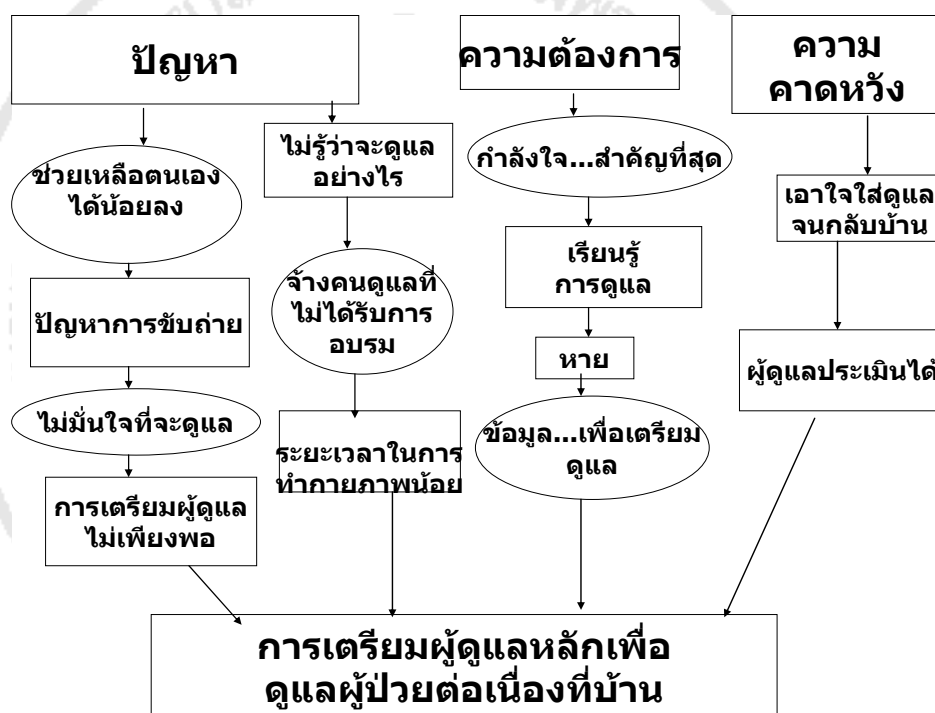 ปัญหา
ความต้องการ
ความ
คาดหวัง
ช่วยเหลือตนเอง
ได้น้อยลง
ปัญหาการขับถ่าย
ไม่มั่นใจที่จะดูแล
การเตรียมผู้ดูแล
ไม่เพียงพอ
ไม่รู้ว่าจะดูแล
อย่างไร
จ้างคนดูแลที่
ไม่ได้รับการ
อบรม
ระยะเวลาในการ
ทำกายภาพน้อย
กำลังใจ...สำคัญที่สุด
เรียนรู้
การดูแล
หาย
ข้อมูล...เพื่อเตรียม
ดูแล
เอาใจใส่ดูแล
จนกลับบ้าน
ผู้ดูแลประเมินได้
การเตรียมผู้ดูแลหลักเพื่อ
ดูแลผู้ป่วยต่อเนื่องที่บ้าน